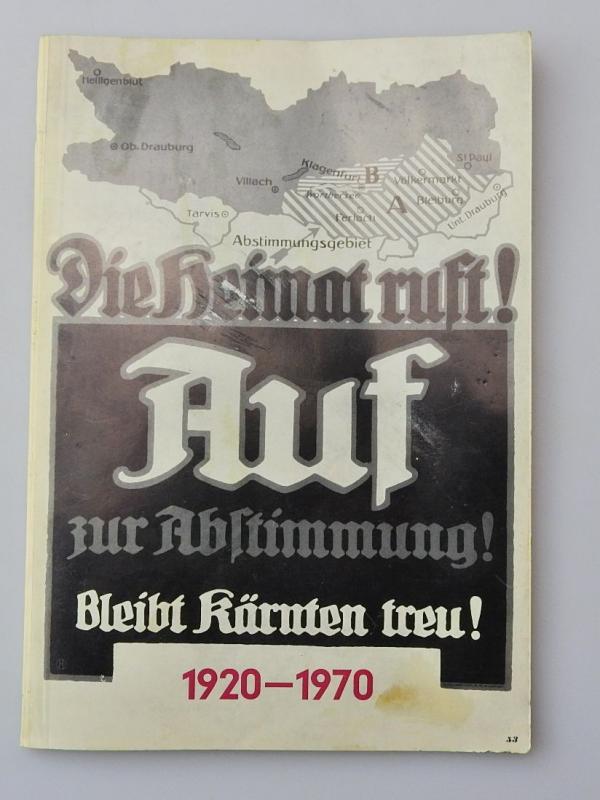 Heiligenblut
Ob. Drauburg
St Paul
Klagenfurt
B
Völkermarkt
Villach
Wörthersee
A
Bleiburg
Unt. Drauburg
Tarvis
Ferlach
Abstimmungsgebiet
Die Heimat ruft!
Auf
zur Abstimmung!
Bleibt Kärnten treu!
1920-1970
53